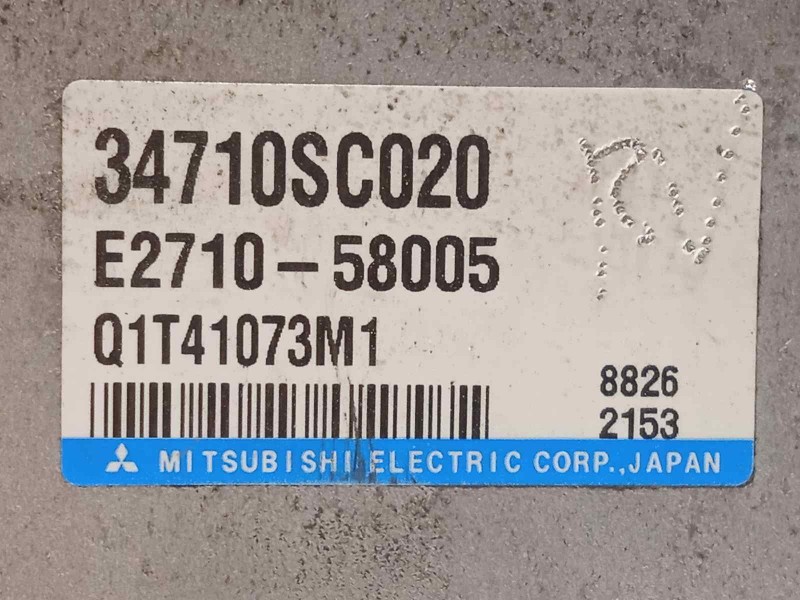 34710SC020
E2710-58005
Q1T41073M1
8826
2153
MITSUBISHI ELECTRIC CORP., JAPAN